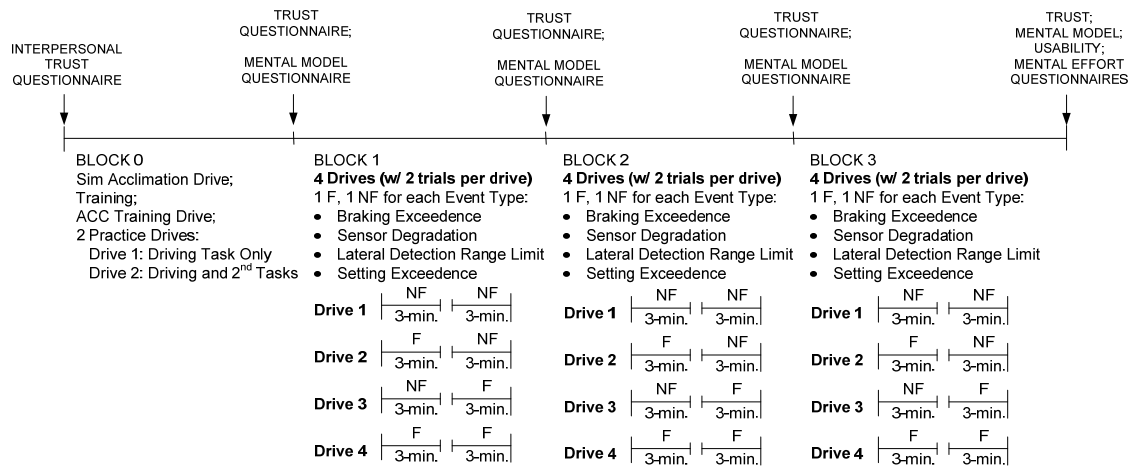 INTERPERSONAL
TRUST
QUESTIONNAIRE
TRUST
QUESTIONNAIRE;
MENTAL MODEL
QUESTIONNAIRE
TRUST
QUESTIONNAIRE;
MENTAL MODEL
QUESTIONNAIRE
TRUST
QUESTIONNAIRE;
MENTAL MODEL
QUESTIONNAIRE
TRUST;
MENTAL MODEL;
USABILITY;
MENTAL EFFORT
QUESTIONNAIRES
BLOCK 0
Sim Acclimation Drive;
Training;
ACC Training Drive;
2 Practice Drives:
Drive 1: Driving Task Only
Drive 2: Driving and 2nd Tasks
BLOCK 1
4 Drives (w/ 2 trials per drive)
1 F, 1 NF for each Event Type:
• Braking Exceedence
• Sensor Degradation
• Lateral Detection Range Limit
• Setting Exceedence
NF NF
Drive 1 3-min. 3-min.
F NF
Drive 2 3-min. 3-min.
NF F
Drive 3 3-min. 3-min.
F F
Drive 4 3-min. 3-min.
BLOCK 2
4 Drives (w/ 2 trials per drive)
1 F, 1 NF for each Event Type:
• Braking Exceedence
• Sensor Degradation
• Lateral Detection Range Limit
• Setting Exceedence
NF NF
Drive 1 3-min. 3-min.
F NF
Drive 2 3-min. 3-min.
NF F
Drive 3 3-min. 3-min.
F F
Drive 4 3-min. 3-min.
BLOCK 3
4 Drives (w/ 2 trials per drive)
1 F, 1 NF for each Event Type:
• Braking Exceedence
• Sensor Degradation
• Lateral Detection Range Limit
• Setting Exceedence
NF NF
Drive 1 3-min. 3-min.
F NF
Drive 2 3-min. 3-min.
NF F
Drive 3 3-min. 3-min.
F F
Drive 4 3-min. 3-min.